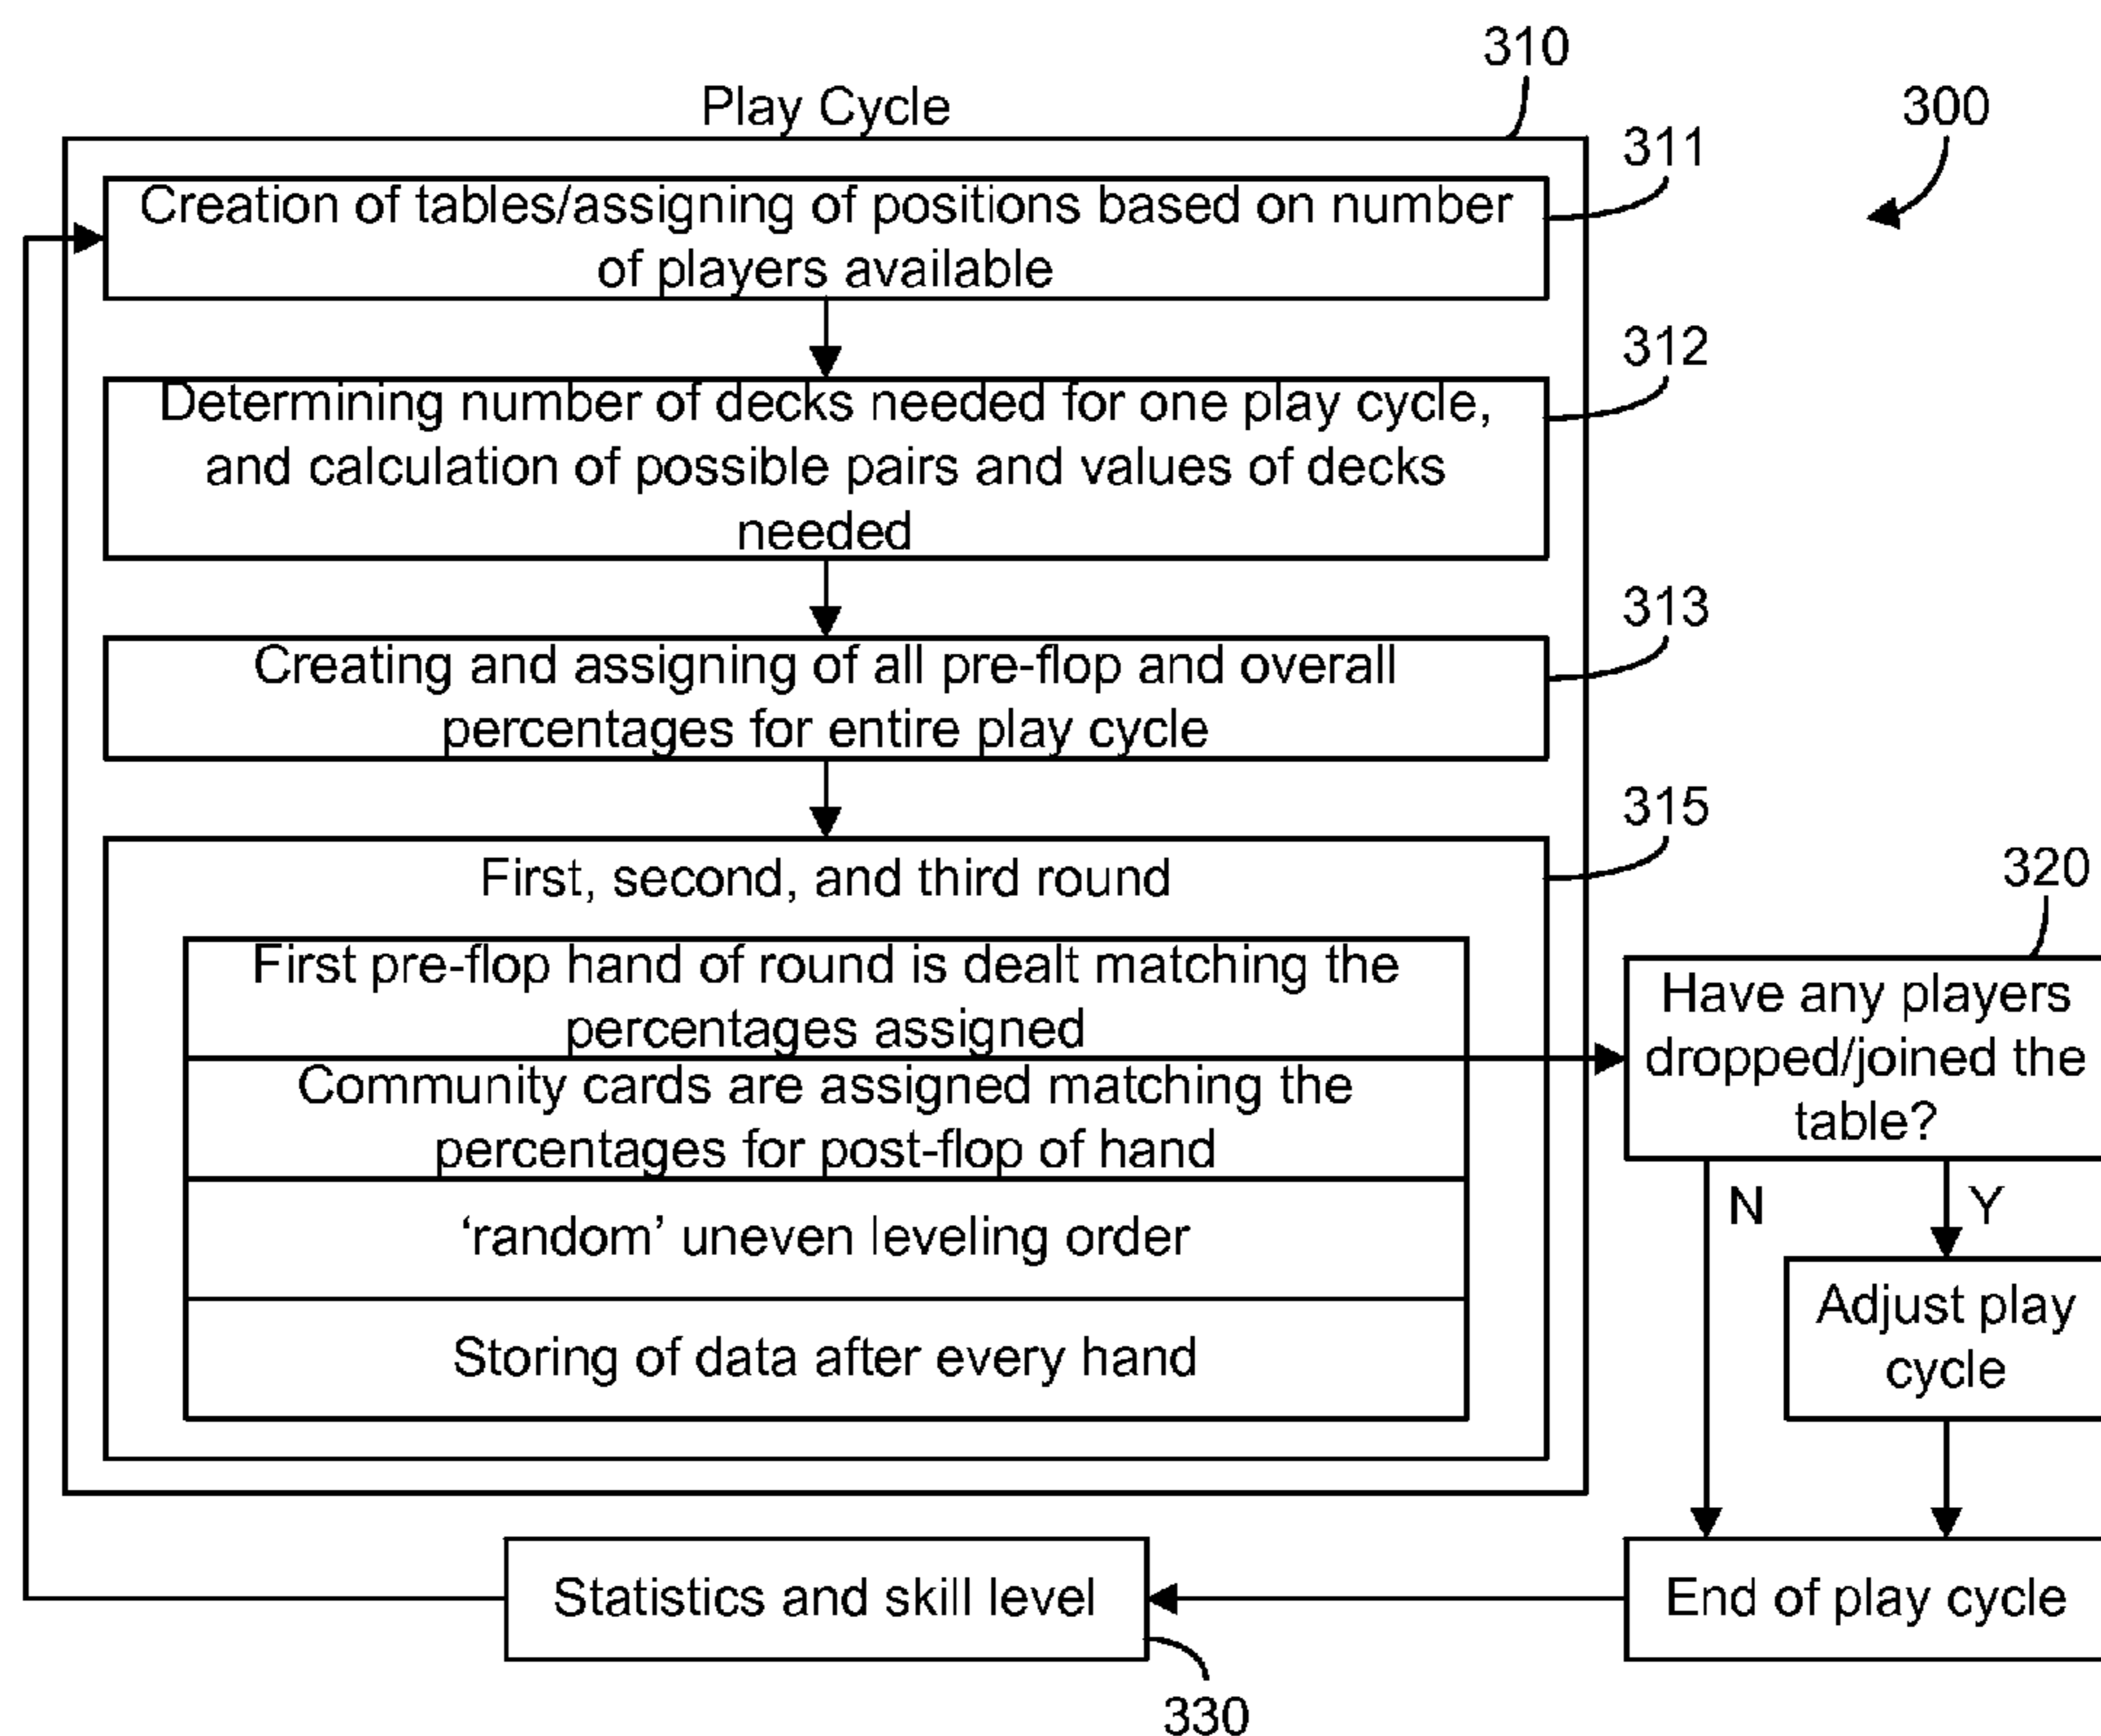 310
Play Cycle
300
311
Creation of tables/assigning of positions based on number
of players available
312
Determining number of decks needed for one play cycle,
and calculation of possible pairs and values of decks
needed
313
Creating and assigning of all pre-flop and overall
percentages for entire play cycle
315
First, second, and third round
320
First pre-flop hand of round is dealt matching the
percentages assigned
Community cards are assigned matching the
percentages for post-flop of hand
'random' uneven leveling order
Storing of data after every hand
Have any players
dropped/joined the
table?
N
Y
Adjust play
cycle
End of play cycle
Statistics and skill level
330